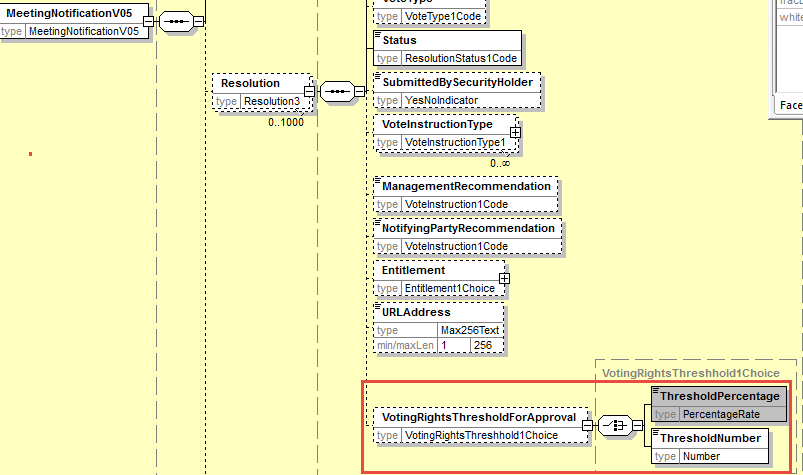 VoteType
type VoteType1Code
MeetingNotificationV05
type MeetingNotificationV05
Status
type ResolutionStatus1Code
Resolution
type Resolution3
0..1000
SubmittedBySecurityHolder
type YesNoIndicator
VoteInstructionType
type VoteInstructionType1
0..∞
ManagementRecommendation
type VoteInstruction1Code
NotifyingPartyRecommendation
type VoteInstruction1Code
Entitlement
type Entitlement1Choice
URLAddress
type Max256Text
min/maxLen 1 256
VotingRightsThreshhold1Choice
VotingRightsThresholdForApproval
type VotingRightsThreshhold1Choice
ThresholdPercentage
type PercentageRate
ThresholdNumber
type Number
white
Face